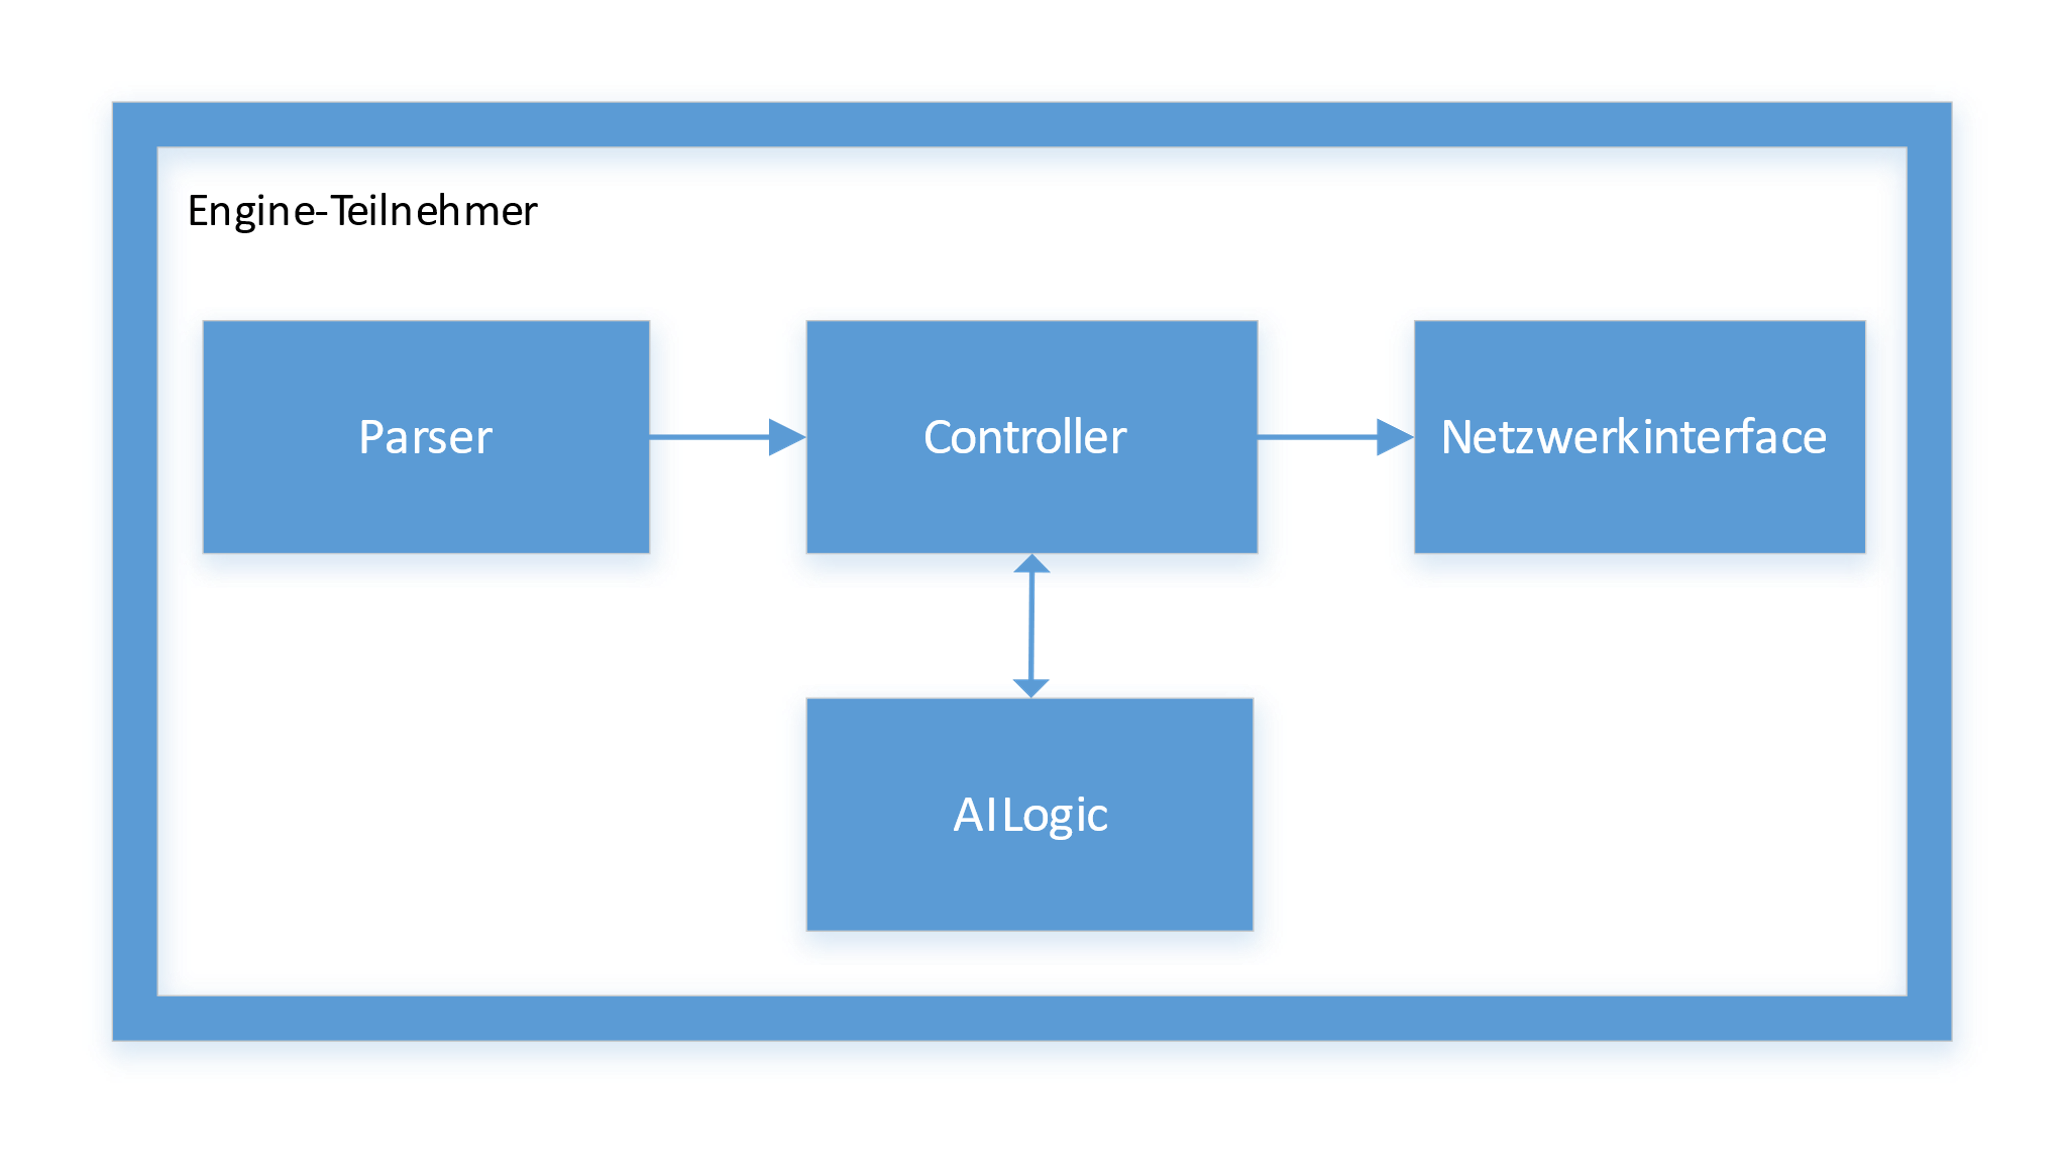 Engine-Teilnehmer
Parser
Controller
Netzwerkinterface
AILogic